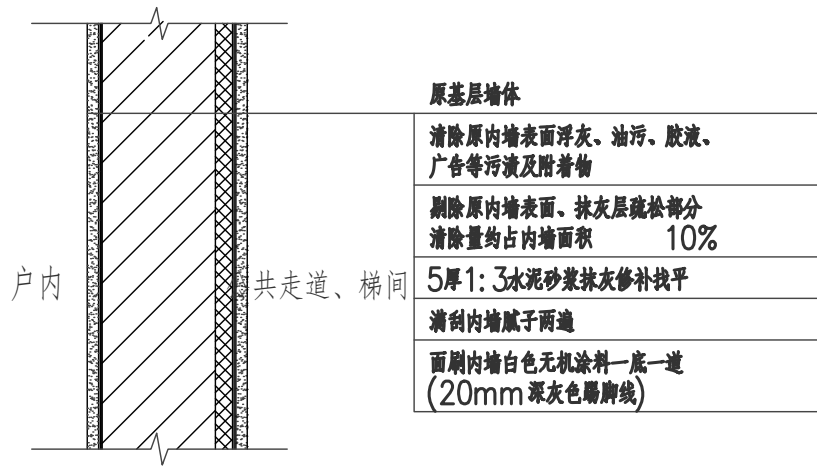 原基层墙体
清除原内墙表面浮灰、油污、胶液、
广告等污渍及附着物
剔除原内墙表面、抹灰层疏松部分
清除量约占内墙面积 10%
户内
共走道、梯间
5厚1:3水泥砂浆抹灰修补找平
满刮内墙腻子两遍
面刷内墙白色无机涂料一底一道
(20mm深灰色踢脚线)